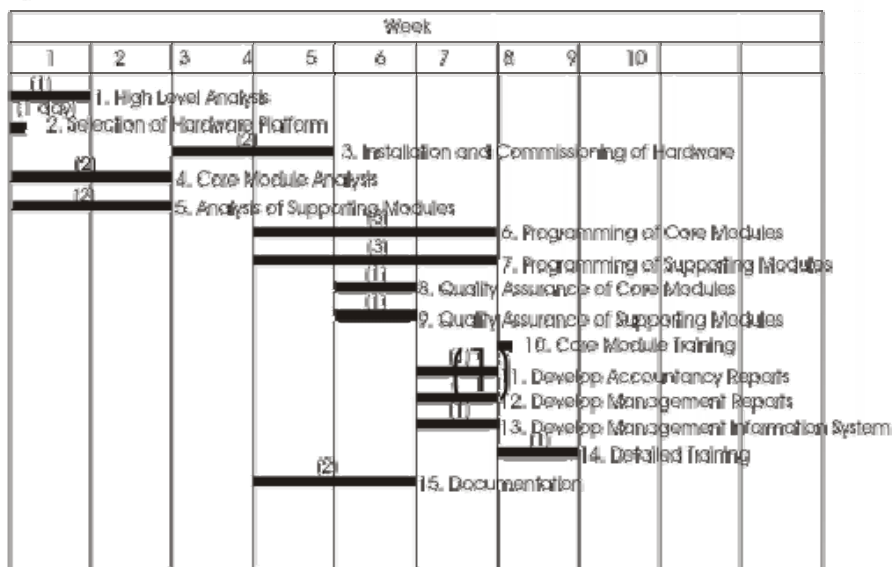 Week
1 2 3 4 5 6 7 8 9 10
(1)
1. High Level Analysis
(1 day)
2. Selection of Hardware Platform
(2)
3. Installation and Commissioning of Hardware
(2)
4. Core Module Analysis
(2)
5. Analysis of Supporting Modules
(3)
6. Programming of Core Modules
(3)
7. Programming of Supporting Modules
(1)
8. Quality Assurance of Core Modules
(1)
9. Quality Assurance of Supporting Modules
10. Core Module Training
(1)
11. Develop Accountancy Reports
(1)
12. Develop Management Reports
(1)
13. Develop Management Information System
(1)
14. Detailed Training
(2)
15. Documentation